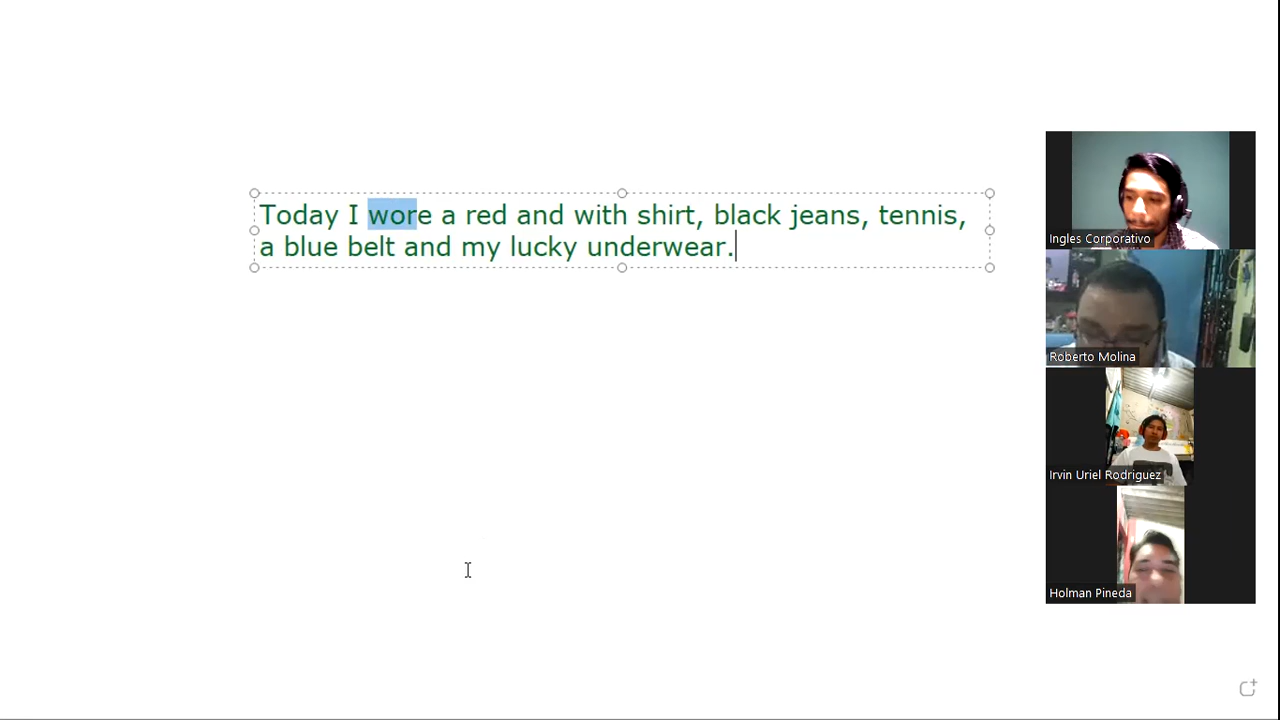 Today I wore a red and with shirt, black jeans, tennis,
a blue belt and my lucky underwear.
Ingles Corporativo
Roberto Molina
Irvin Uriel Rodriguez
Holman Pineda